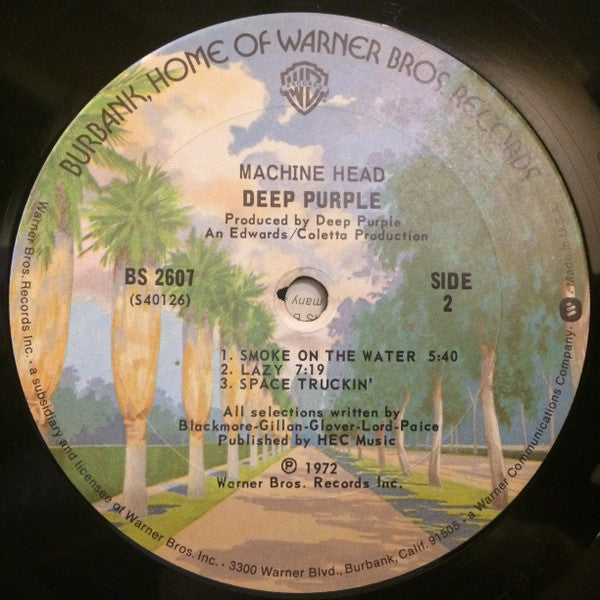 BURBANK, HOME OF WARNER BROS. RECORDS
MACHINE HEAD
DEEP PURPLE
Produced by Deep Purple
An Edwards/Coletta Production
BS 2607
(S40126)
SIDE
2
many
1. SMOKE ON THE WATER 5:40
2. LAZY 7:19
3. SPACE TRUCKIN'
All selections written by
Blackmore-Gillan-Glover-Lord-Paice
Published by HEC Music
℗ 1972
Warner Bros. Records Inc.
Warner Bros. Records Inc. · a subsidiary and licensee of Warner Bros. Inc. · 3300 Warner Blvd., Burbank, Calif. 91505 · a Warner Communications Company · Made in U.S.A.